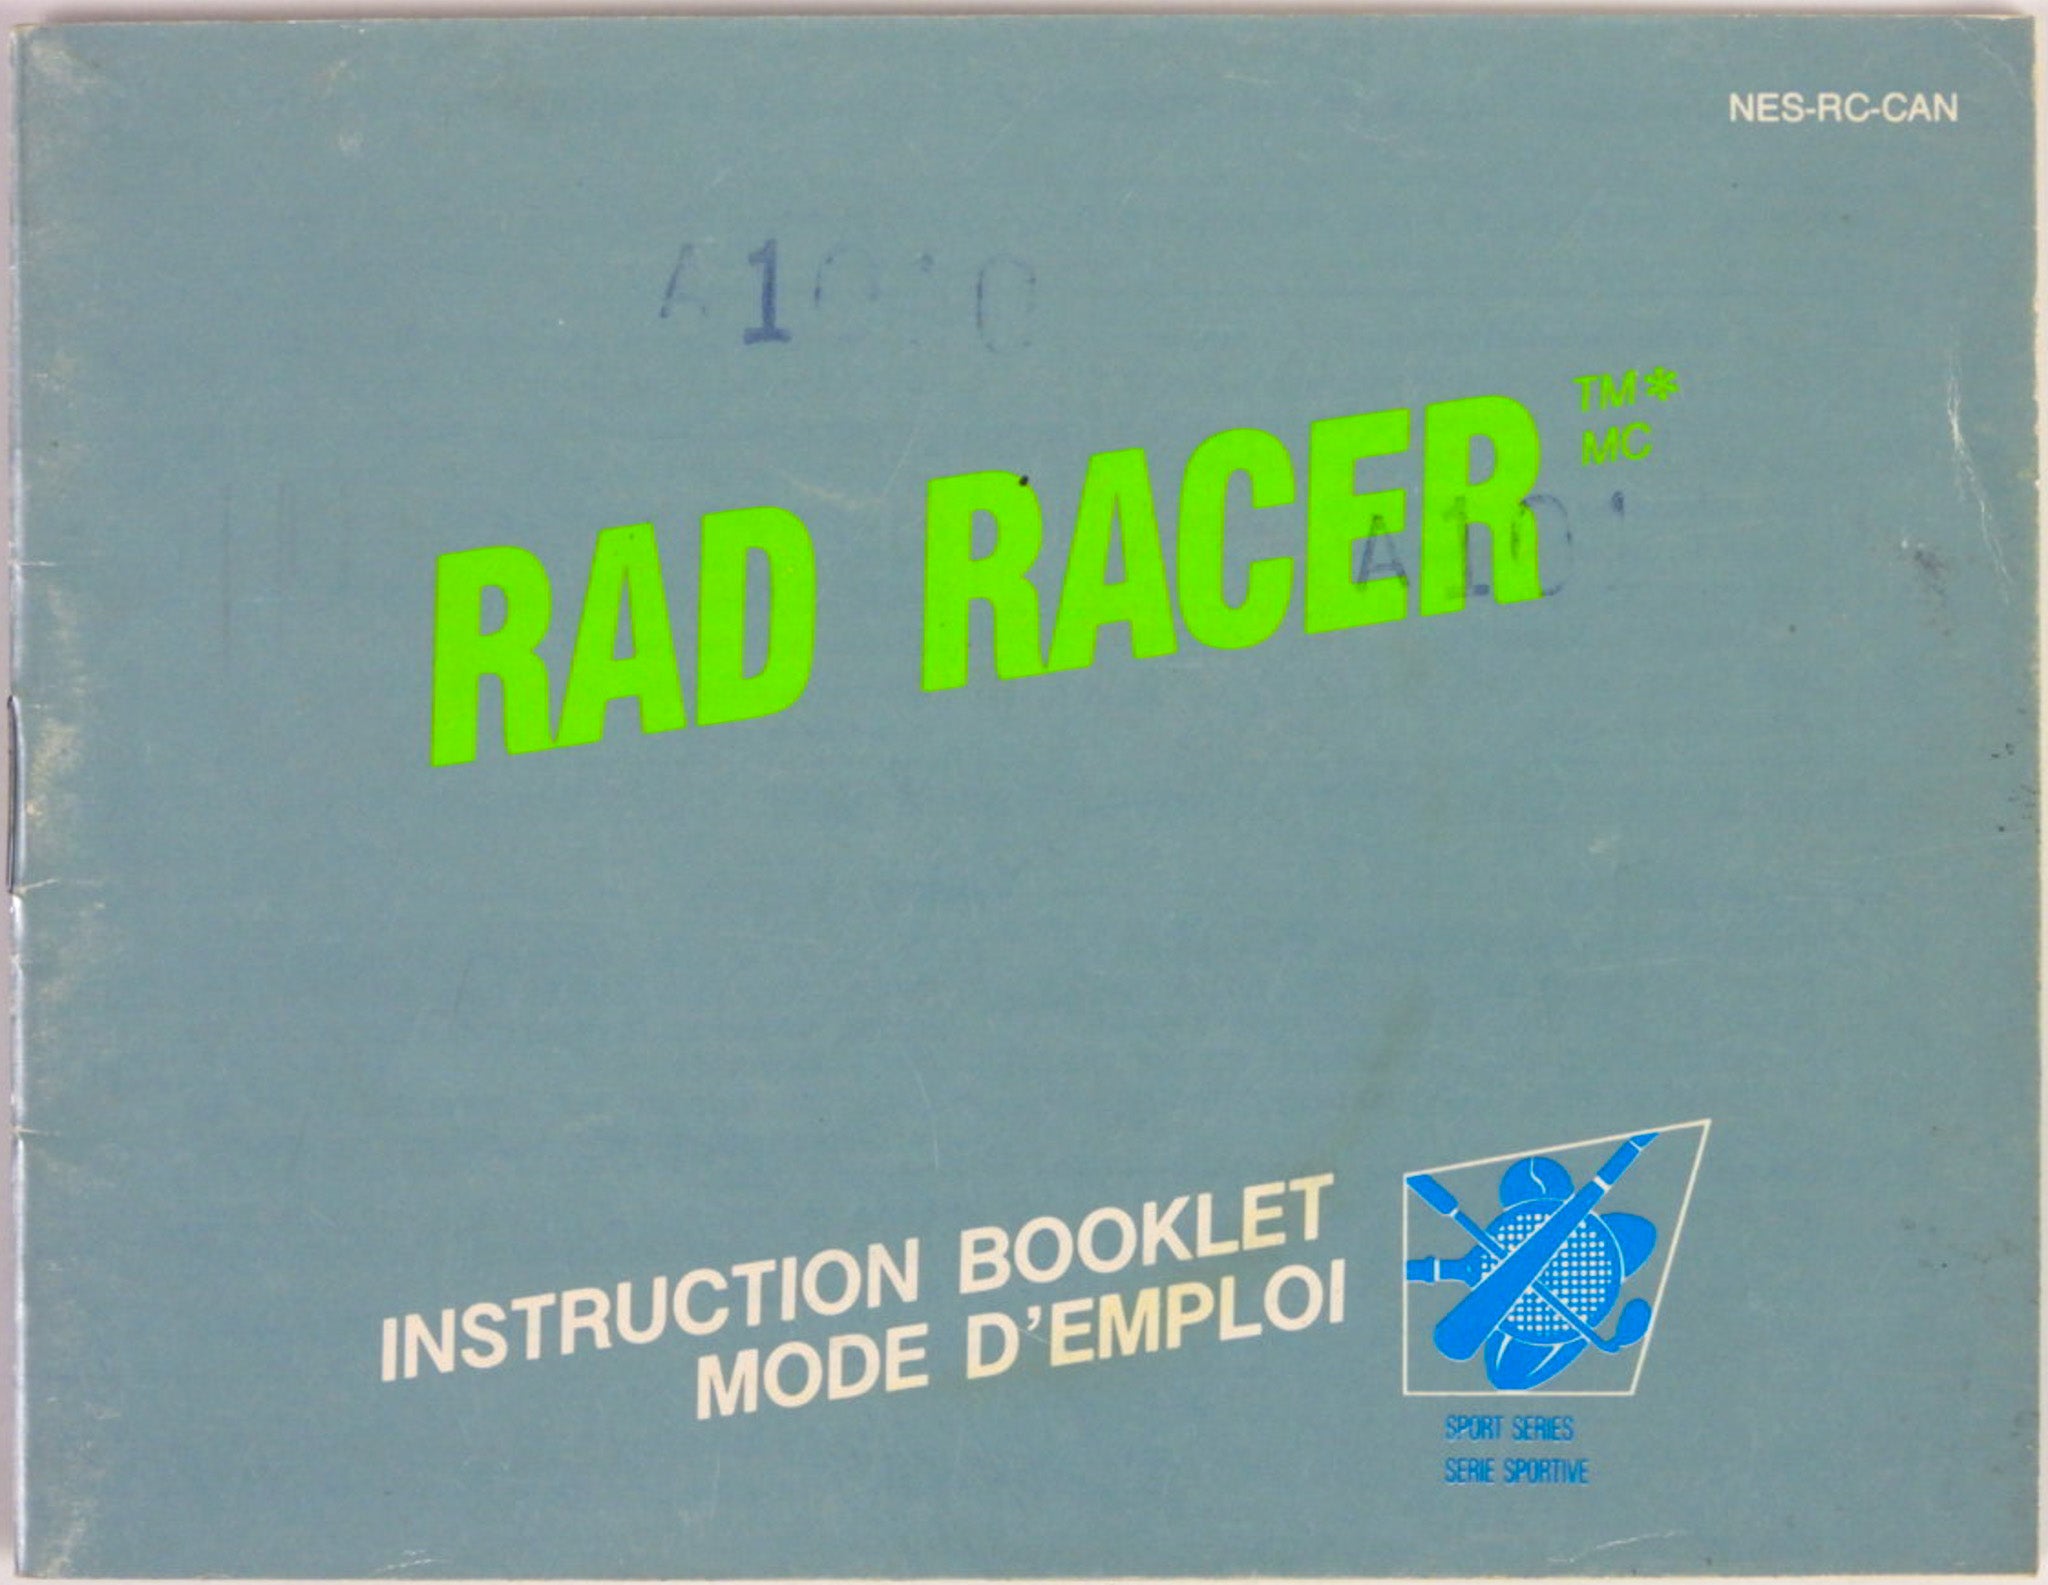 NES-RC-CAN
RAD RACER TM*
MC
INSTRUCTION BOOKLET
MODE D'EMPLOI
SPORT SERIES
SERIE SPORTIVE